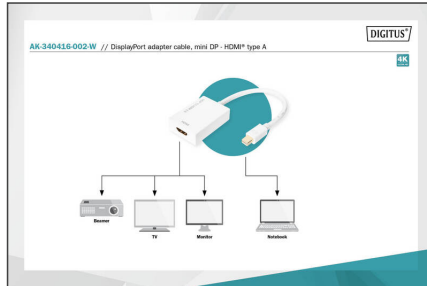 DIGITUS®
AK-340416-002-W // DisplayPort adapter cable, mini DP - HDMI® type A
4K
Beamer
TV
Monitor
Notebook